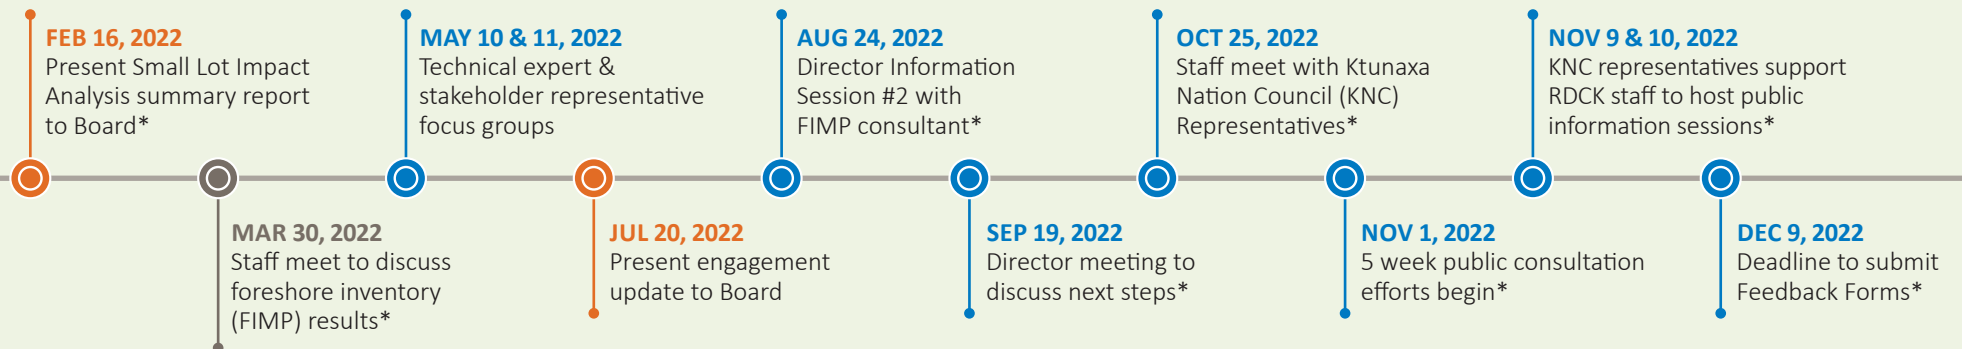 FEB 16, 2022
Present Small Lot Impact
Analysis summary report
to Board*
MAR 30, 2022
Staff meet to discuss
foreshore inventory
(FIMP) results*
MAY 10 & 11, 2022
Technical expert &
stakeholder representative
focus groups
JUL 20, 2022
Present engagement
update to Board
AUG 24, 2022
Director Information
Session #2 with
FIMP consultant*
SEP 19, 2022
Director meeting to
discuss next steps*
OCT 25, 2022
Staff meet with Ktunaxa
Nation Council (KNC)
Representatives*
NOV 1, 2022
5 week public consultation
efforts begin*
NOV 9 & 10, 2022
KNC representatives support
RDCK staff to host public
information sessions*
DEC 9, 2022
Deadline to submit
Feedback Forms*